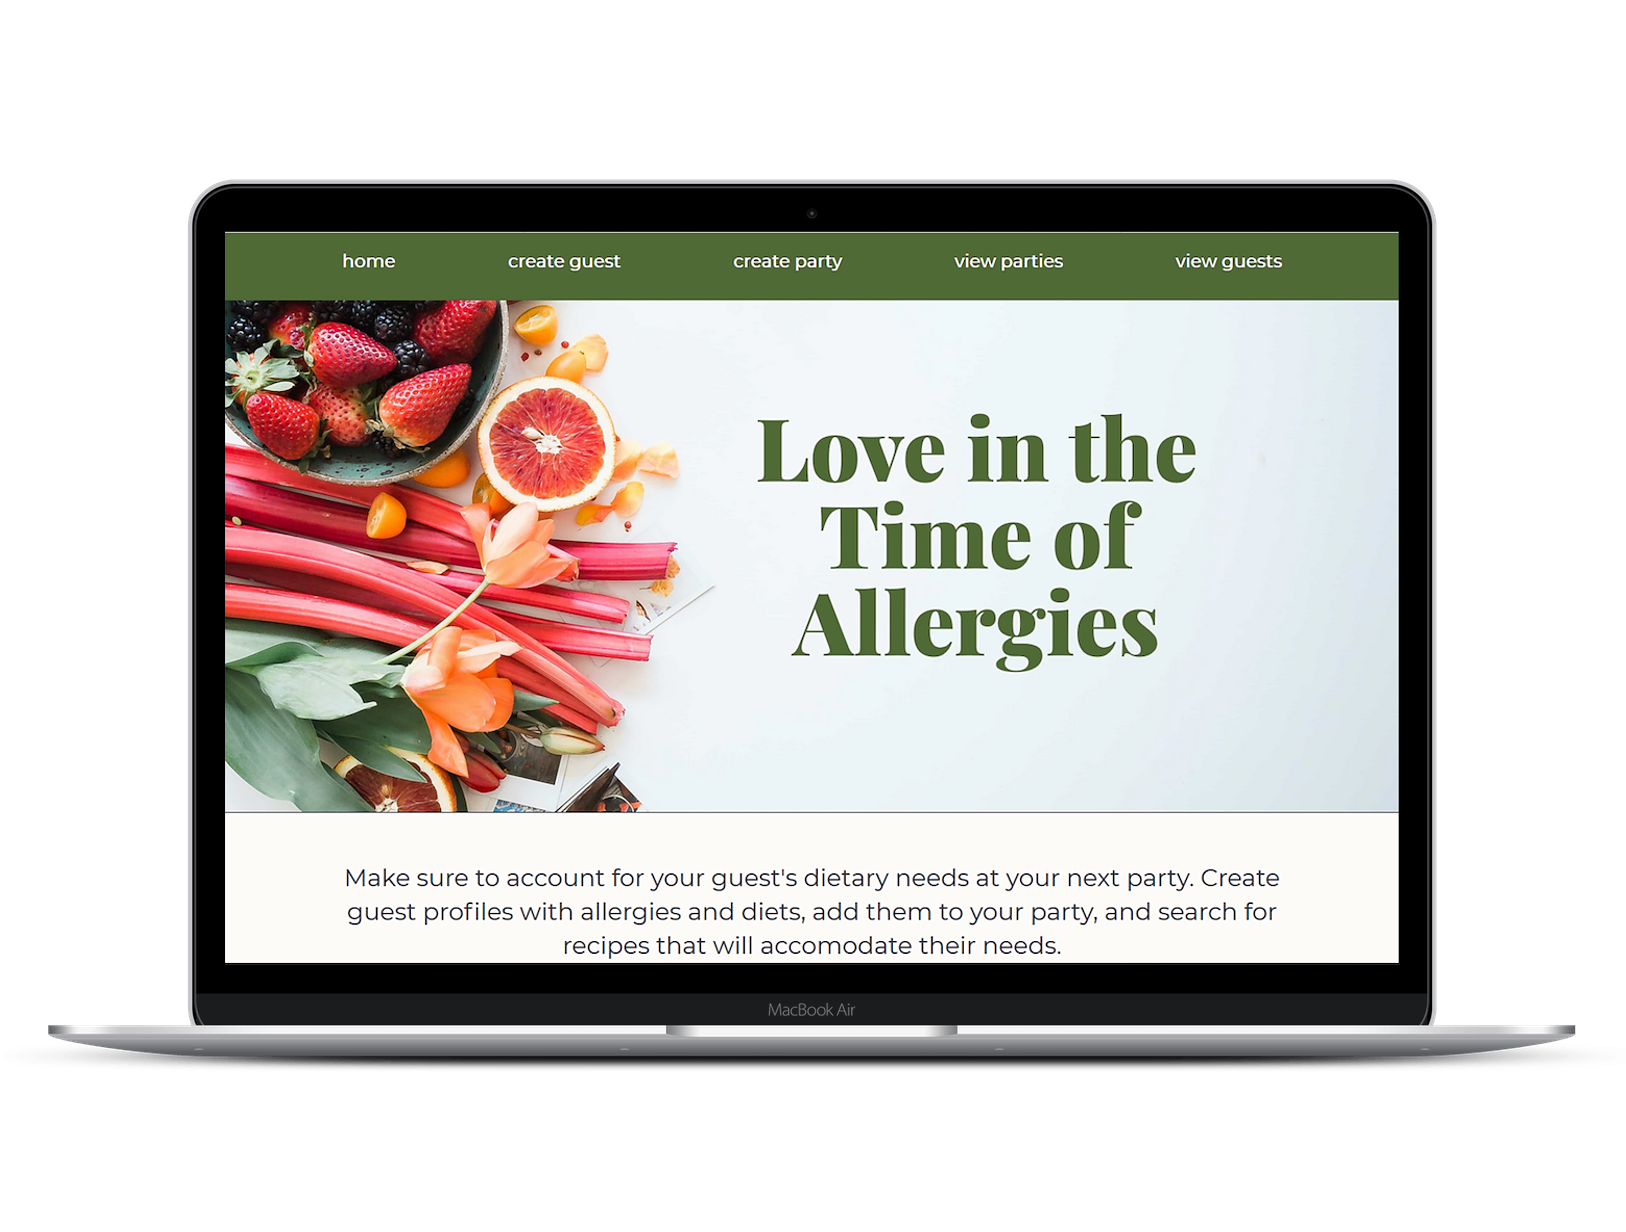 home create guest create party view parties view guests
Love in the
Time of
Allergies
Make sure to account for your guest's dietary needs at your next party. Create
guest profiles with allergies and diets, add them to your party, and search for
recipes that will accomodate their needs.
MacBook Air